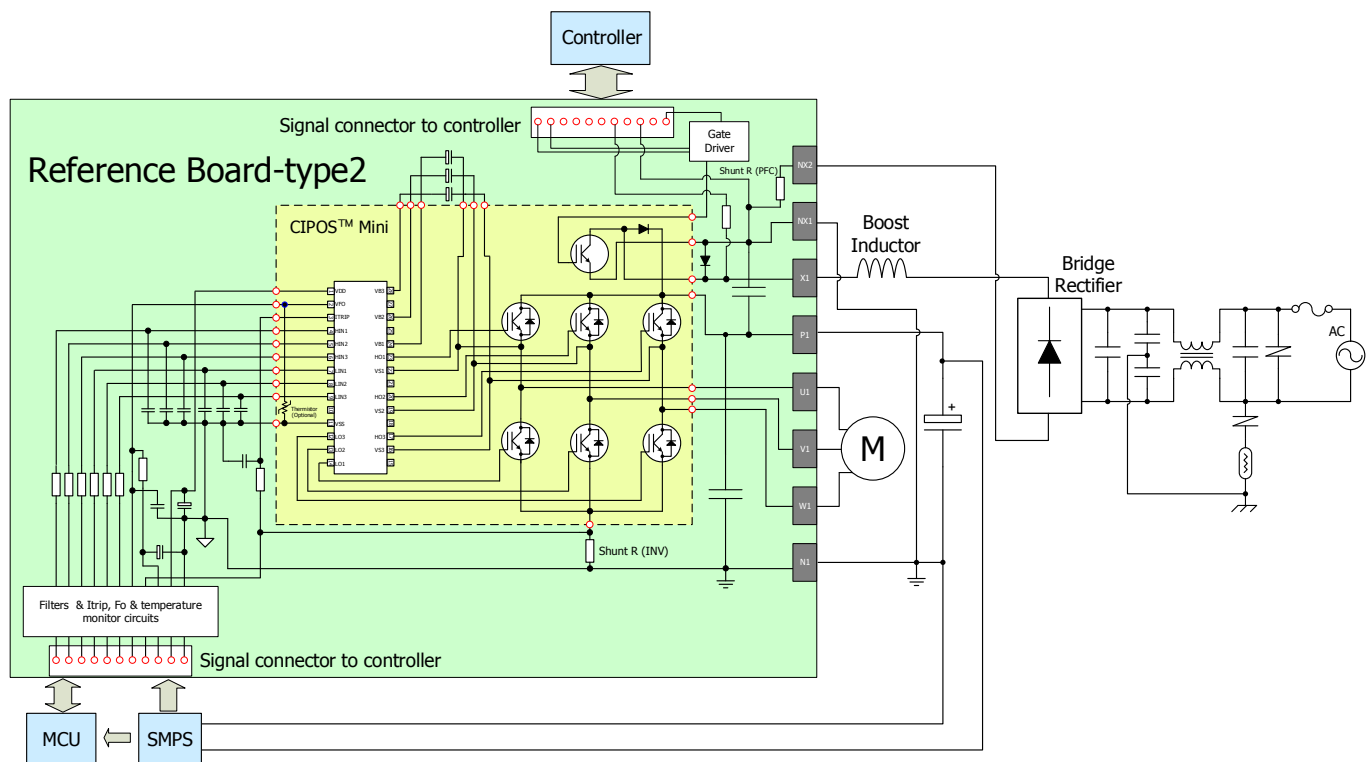 Controller
Signal connector to controller
Gate
Driver
Reference Board-type2
Shunt R (PFC)
NX2
CIPOS™ Mini
NX1
Boost
Inductor
Bridge
Rectifier
X1
VDD
VFO
ITRIP
HIN1
HIN2
HIN3
LIN1
LIN2
LIN3
VSS
LO3
LO2
LO1
VB3
VB2
VB1
HO1
VS1
HO2
VS2
HO3
VS3
Thermistor
(Optional)
P1
AC
U1
+
V1
M
W1
Shunt R (INV)
N1
Filters & Itrip, Fo & temperature
monitor circuits
Signal connector to controller
MCU
SMPS